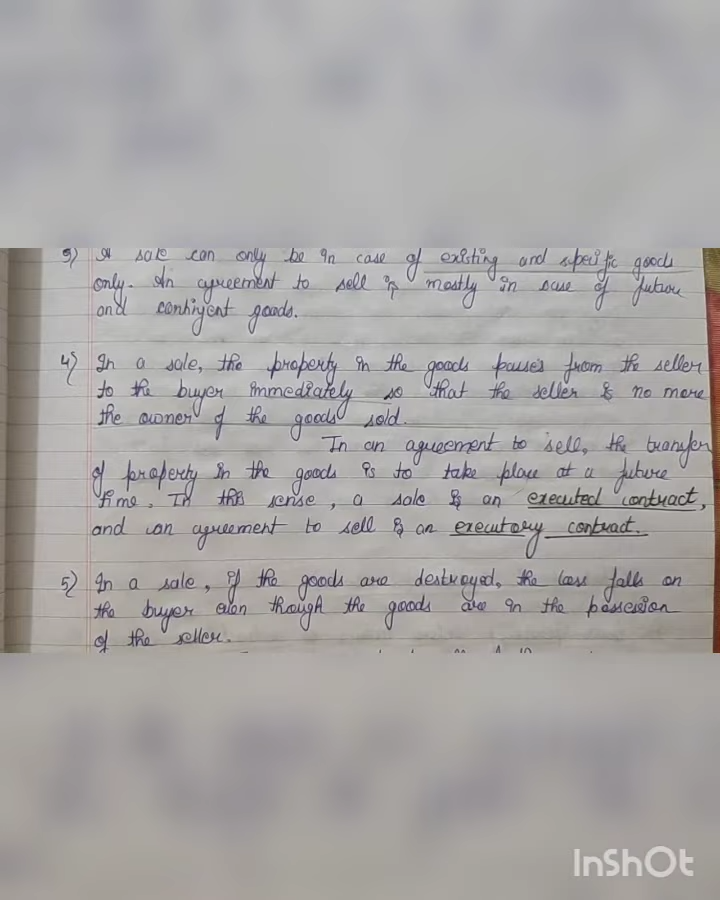 3) A sale can only be in case of existing and specific goods
only. An agreement to sell is mostly in case of future
and contingent goods.
4) In a sale, the property in the goods passes from the seller
to the buyer immediately so that the seller is no more
the owner of the goods sold.
In an agreement to sell, the transfer
of property in the goods is to take place at a future
time. In this sense, a sale is an executed contract,
and an agreement to sell is an executory contract.
5) In a sale, if the goods are destroyed, the loss falls on
the buyer even though the goods are in the possession
of the seller.
InShOt